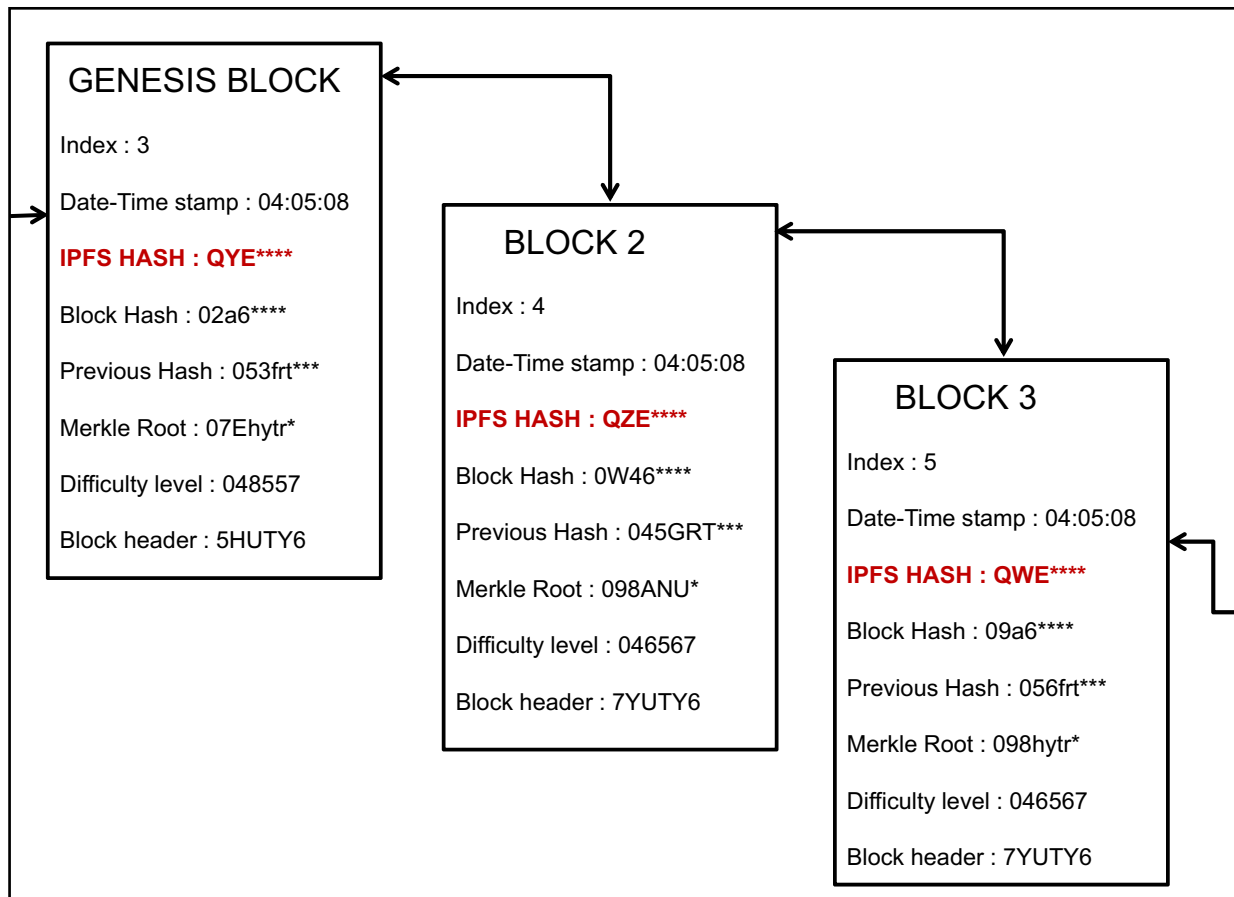 GENESIS BLOCK
Index : 3
Date-Time stamp : 04:05:08
IPFS HASH : QYE****
Block Hash : 02a6****
Previous Hash : 053frt***
Merkle Root : 07Ehytr*
Difficulty level : 048557
Block header : 5HUTY6
BLOCK 2
Index : 4
Date-Time stamp : 04:05:08
IPFS HASH : QZE****
Block Hash : 0W46****
Previous Hash : 045GRT***
Merkle Root : 098ANU*
Difficulty level : 046567
Block header : 7YUTY6
BLOCK 3
Index : 5
Date-Time stamp : 04:05:08
IPFS HASH : QWE****
Block Hash : 09a6****
Previous Hash : 056frt***
Merkle Root : 098hytr*
Difficulty level : 046567
Block header : 7YUTY6